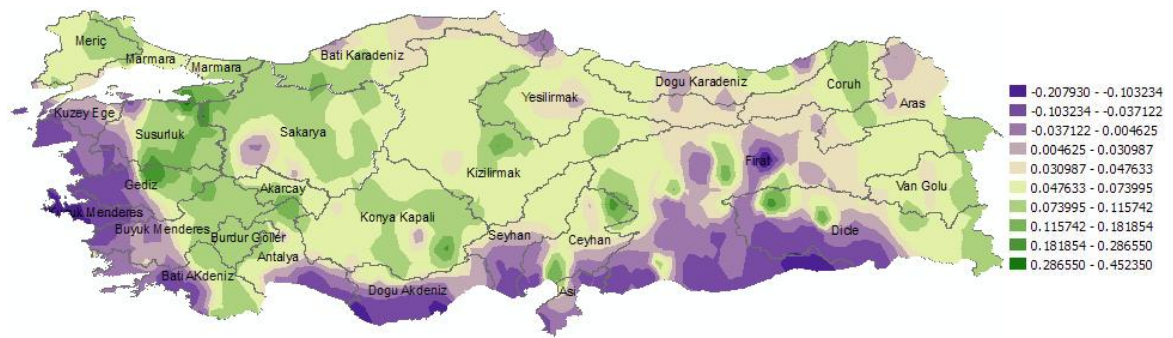 Meriç
Marmara
Marmara
Bati Karadeniz
Dogu Karadeniz
Coruh
Aras
Kuzey Ege
Susurluk
Sakarya
Yesilirmak
Firat
Van Golu
Gediz
Akarcay
Kizilirmak
Buyuk Menderes
Konya Kapali
Burdur Göller
Antalya
Seyhan
Ceyhan
Dicle
Bati AKdeniz
Dogu Akdeniz
Asi
-0.207930 - -0.103234
-0.103234 - -0.037122
-0.037122 - 0.004625
0.004625 - 0.030987
0.030987 - 0.047633
0.047633 - 0.073995
0.073995 - 0.115742
0.115742 - 0.181854
0.181854 - 0.286550
0.286550 - 0.452350